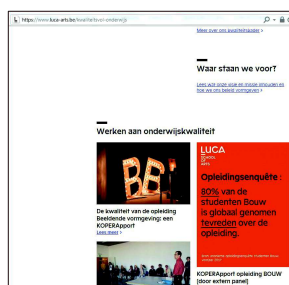 https://www.luca-arts.be/kwaliteitsvol-onderwijs
Meer over ons kwaliteitskader >
Waar staan we voor?
Lees war onze visie en missie inhouden en
hoe we ons beleid vormgeven >
Werken aan onderwijskwaliteit
BE
De kwaliteit van de opleiding
Beeldende vormgeving: een
KOPERApport
Lees meer >
LUCA
SCHOOL
OF
ARTS
Opleidingsenquête :
80% van de
studenten Bouw
is globaal genomen
tevreden over de
opleiding.
KOPERApport opleiding BOUW
(door extern panel)